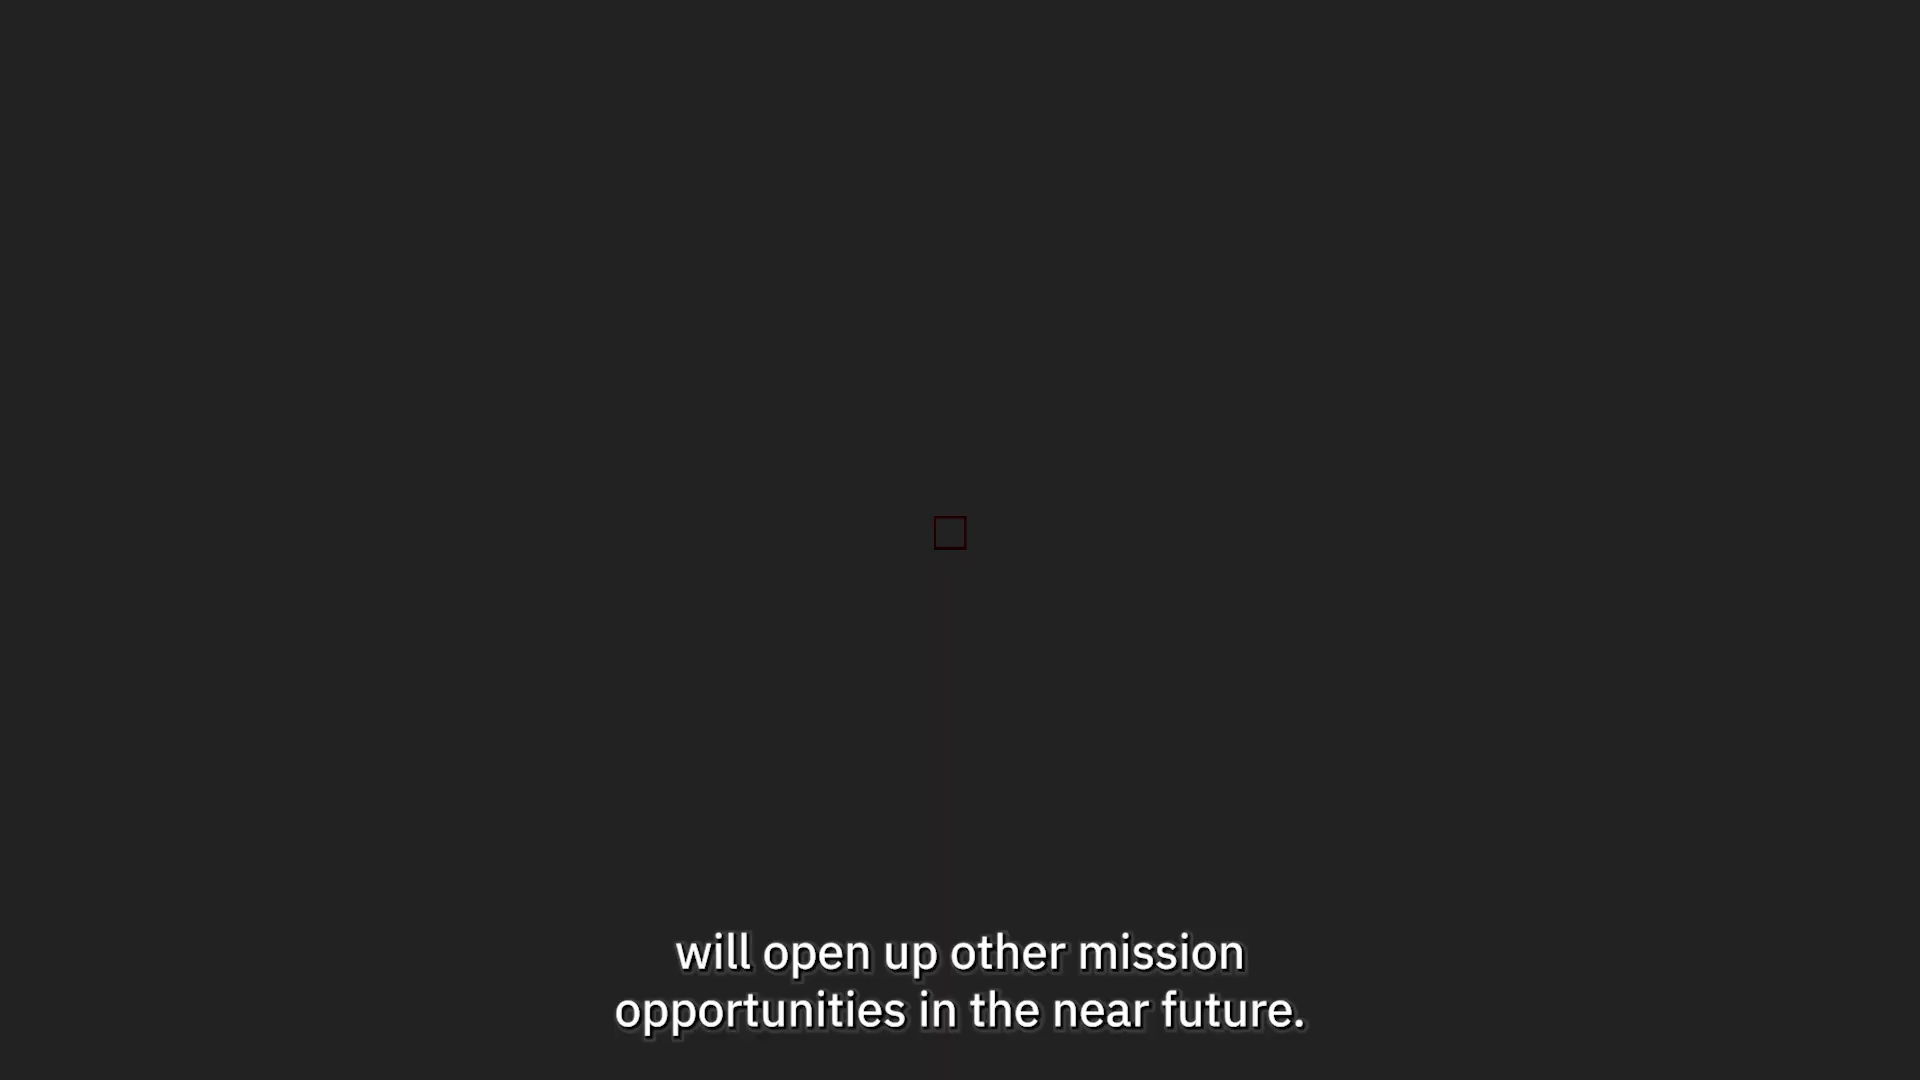 will open up other mission
opportunities in the near future.